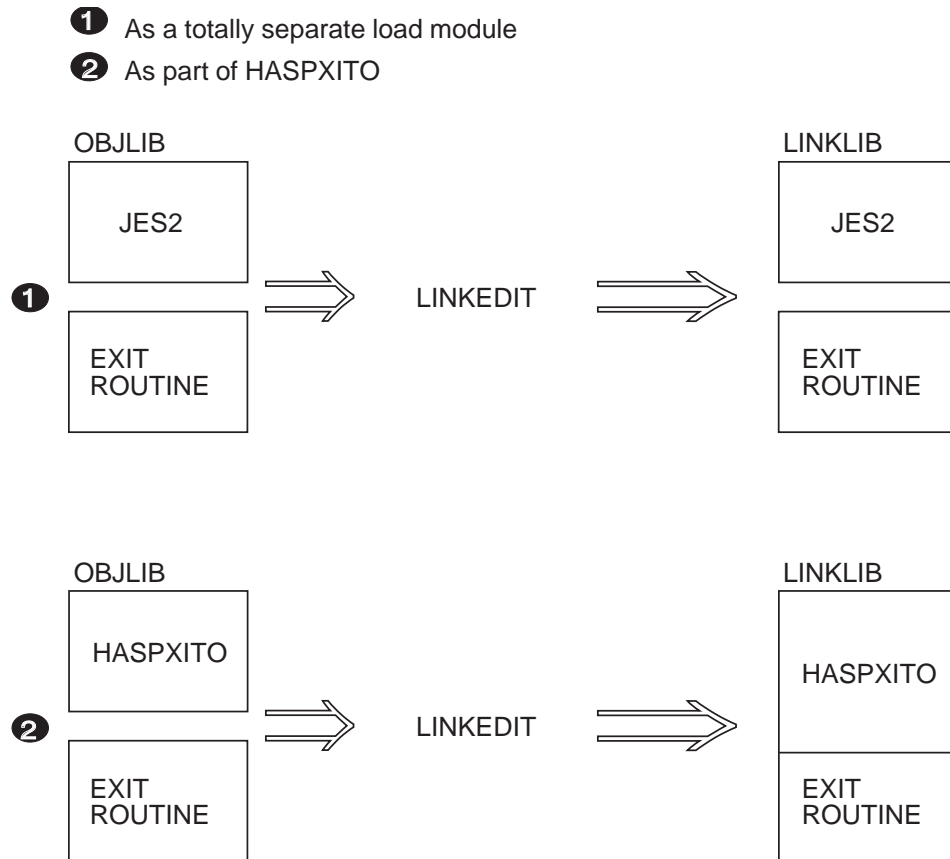 1 As a totally separate load module
2 As part of HASPXITO
OBJLIB
LINKLIB
JES2
JES2
1
LINKEDIT
EXIT
ROUTINE
EXIT
ROUTINE
OBJLIB
LINKLIB
HASPXITO
HASPXITO
2
LINKEDIT
EXIT
ROUTINE
EXIT
ROUTINE